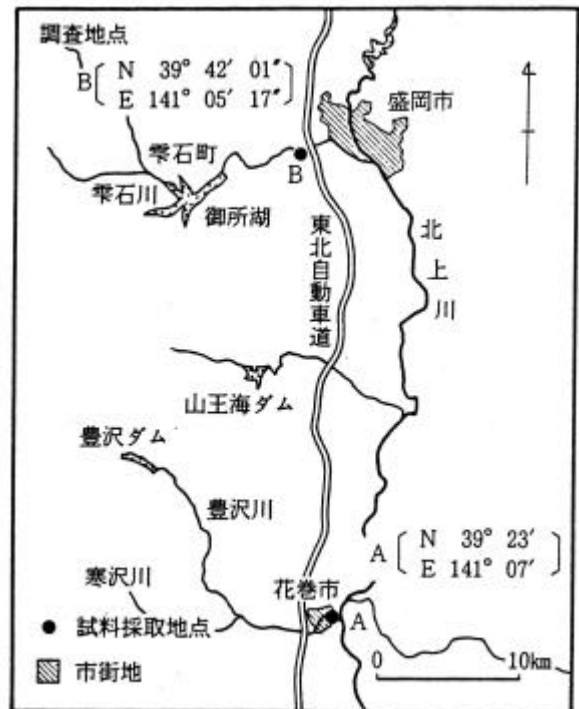 調査地点
B
N 39° 42′ 01″
E 141° 05′ 17″
4
盛岡市
雫石町
B
雫石川
御所湖
東北自動車道
北上川
山王海ダム
豊沢ダム
豊沢川
A
N 39° 23′
E 141° 07′
寒沢川
花巻市
● 試料採取地点
A
0 10km
市街地